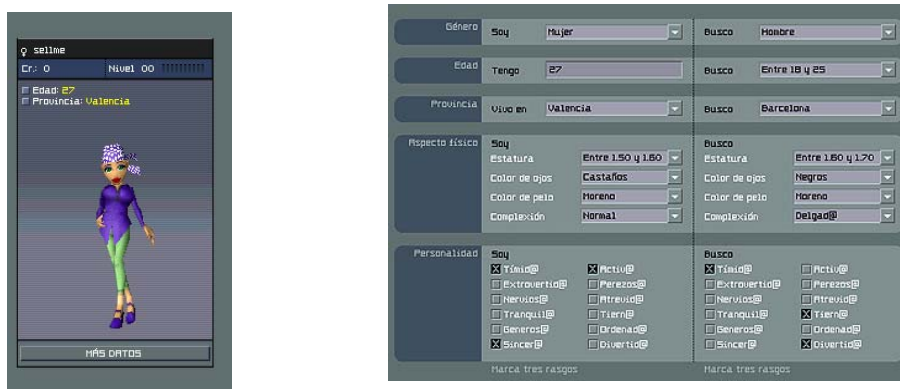 ♀ sellme
Cr.: 0 Nivel 00
Edad: 27
Provincia: Valencia
MÁS DATOS
Género Soy Mujer Busco Hombre
Edad Tengo 27 Busco Entre 18 y 25
Provincia Vivo en Valencia Busco Barcelona
Aspecto físico Soy Busco
Estatura Entre 1.50 y 1.60 Estatura Entre 1.60 y 1.70
Color de ojos Castaños Color de ojos Negros
Color de pelo Moreno Color de pelo Moreno
Complexión Normal Complexión Delgad@
Personalidad Soy Busco
X Tímid@ X Activ@ X Tímid@ Activ@
Extrovertid@ Perezos@ Extrovertid@ Perezos@
Nervios@ Atrevid@ Nervios@ Atrevid@
Tranquil@ Tiern@ Tranquil@ X Tiern@
Generos@ Ordenad@ Generos@ Ordenad@
X Sincer@ Divertid@ Sincer@ X Divertid@
Marca tres rasgos Marca tres rasgos